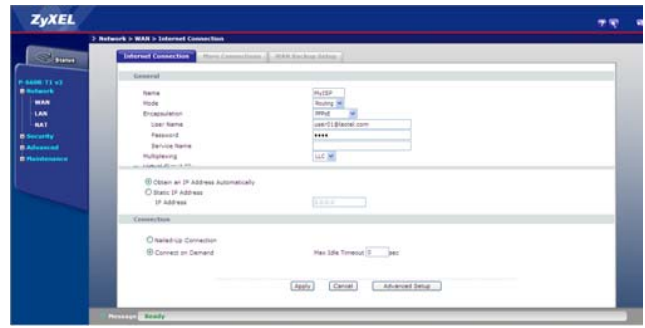 ZyXEL
Network > WAN > Internet Connection
Status
Internet Connection More Connections WAN Backup Setup
P-660R-T1 v3
Network
WAN
LAN
NAT
Security
Advanced
Maintenance
General
Name MyISP
Mode Routing
Encapsulation PPPoE
User Name
Password ****
Service Name
Multiplexing LLC
Obtain an IP Address Automatically
Static IP Address
IP Address 0.0.0.0
Connection
Nailed-Up Connection
Connect on Demand Max Idle Timeout 0 sec
Apply Cancel Advanced Setup
Message Ready